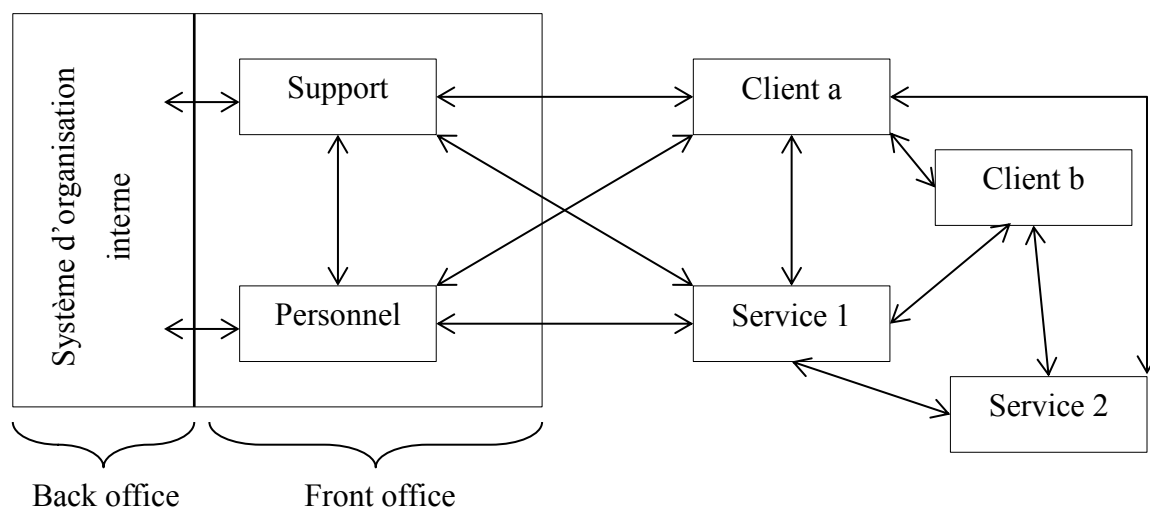 Système d'organisation
interne
Support
Personnel
Client a
Client b
Service 1
Service 2
Back office
Front office